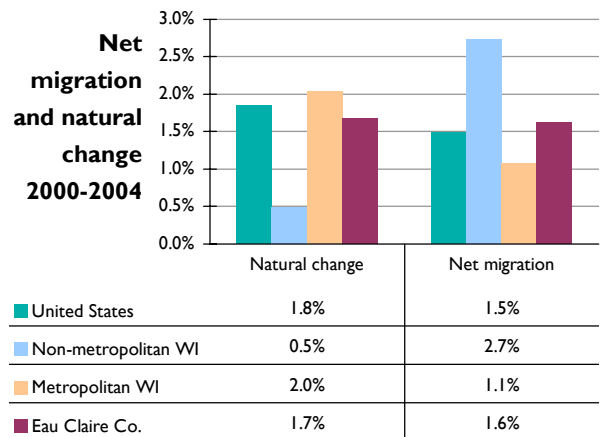 Net
migration
and natural
change
2000-2004
3.0%
2.5%
2.0%
1.5%
1.0%
0.5%
0.0%
Natural change Net migration
United States 1.8% 1.5%
Non-metropolitan WI 0.5% 2.7%
Metropolitan WI 2.0% 1.1%
Eau Claire Co. 1.7% 1.6%